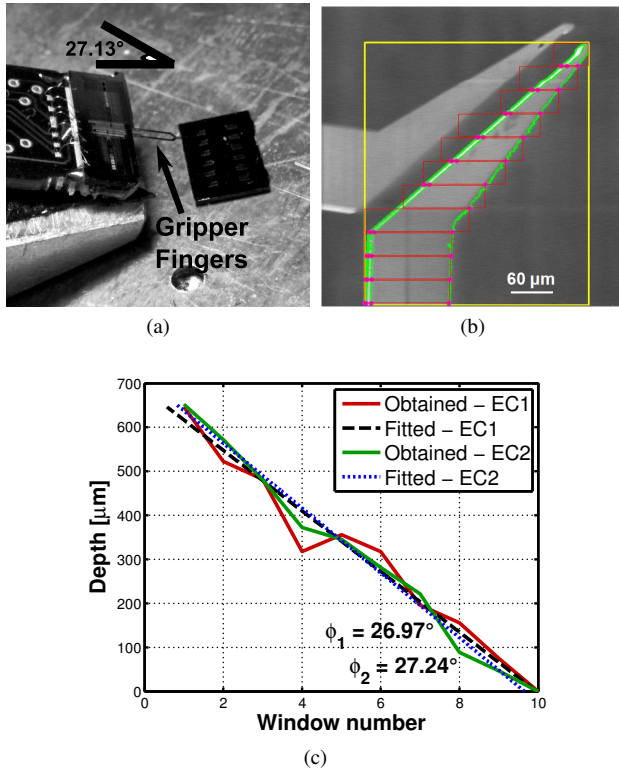 27.13°
Gripper
Fingers
(a)
60 μm
(b)
700
600
500
400
300
200
100
0
Depth [μm]
Obtained – EC1
Fitted – EC1
Obtained – EC2
Fitted – EC2
ϕ1 = 26.97°
ϕ2 = 27.24°
0 2 4 6 8 10
Window number
(c)